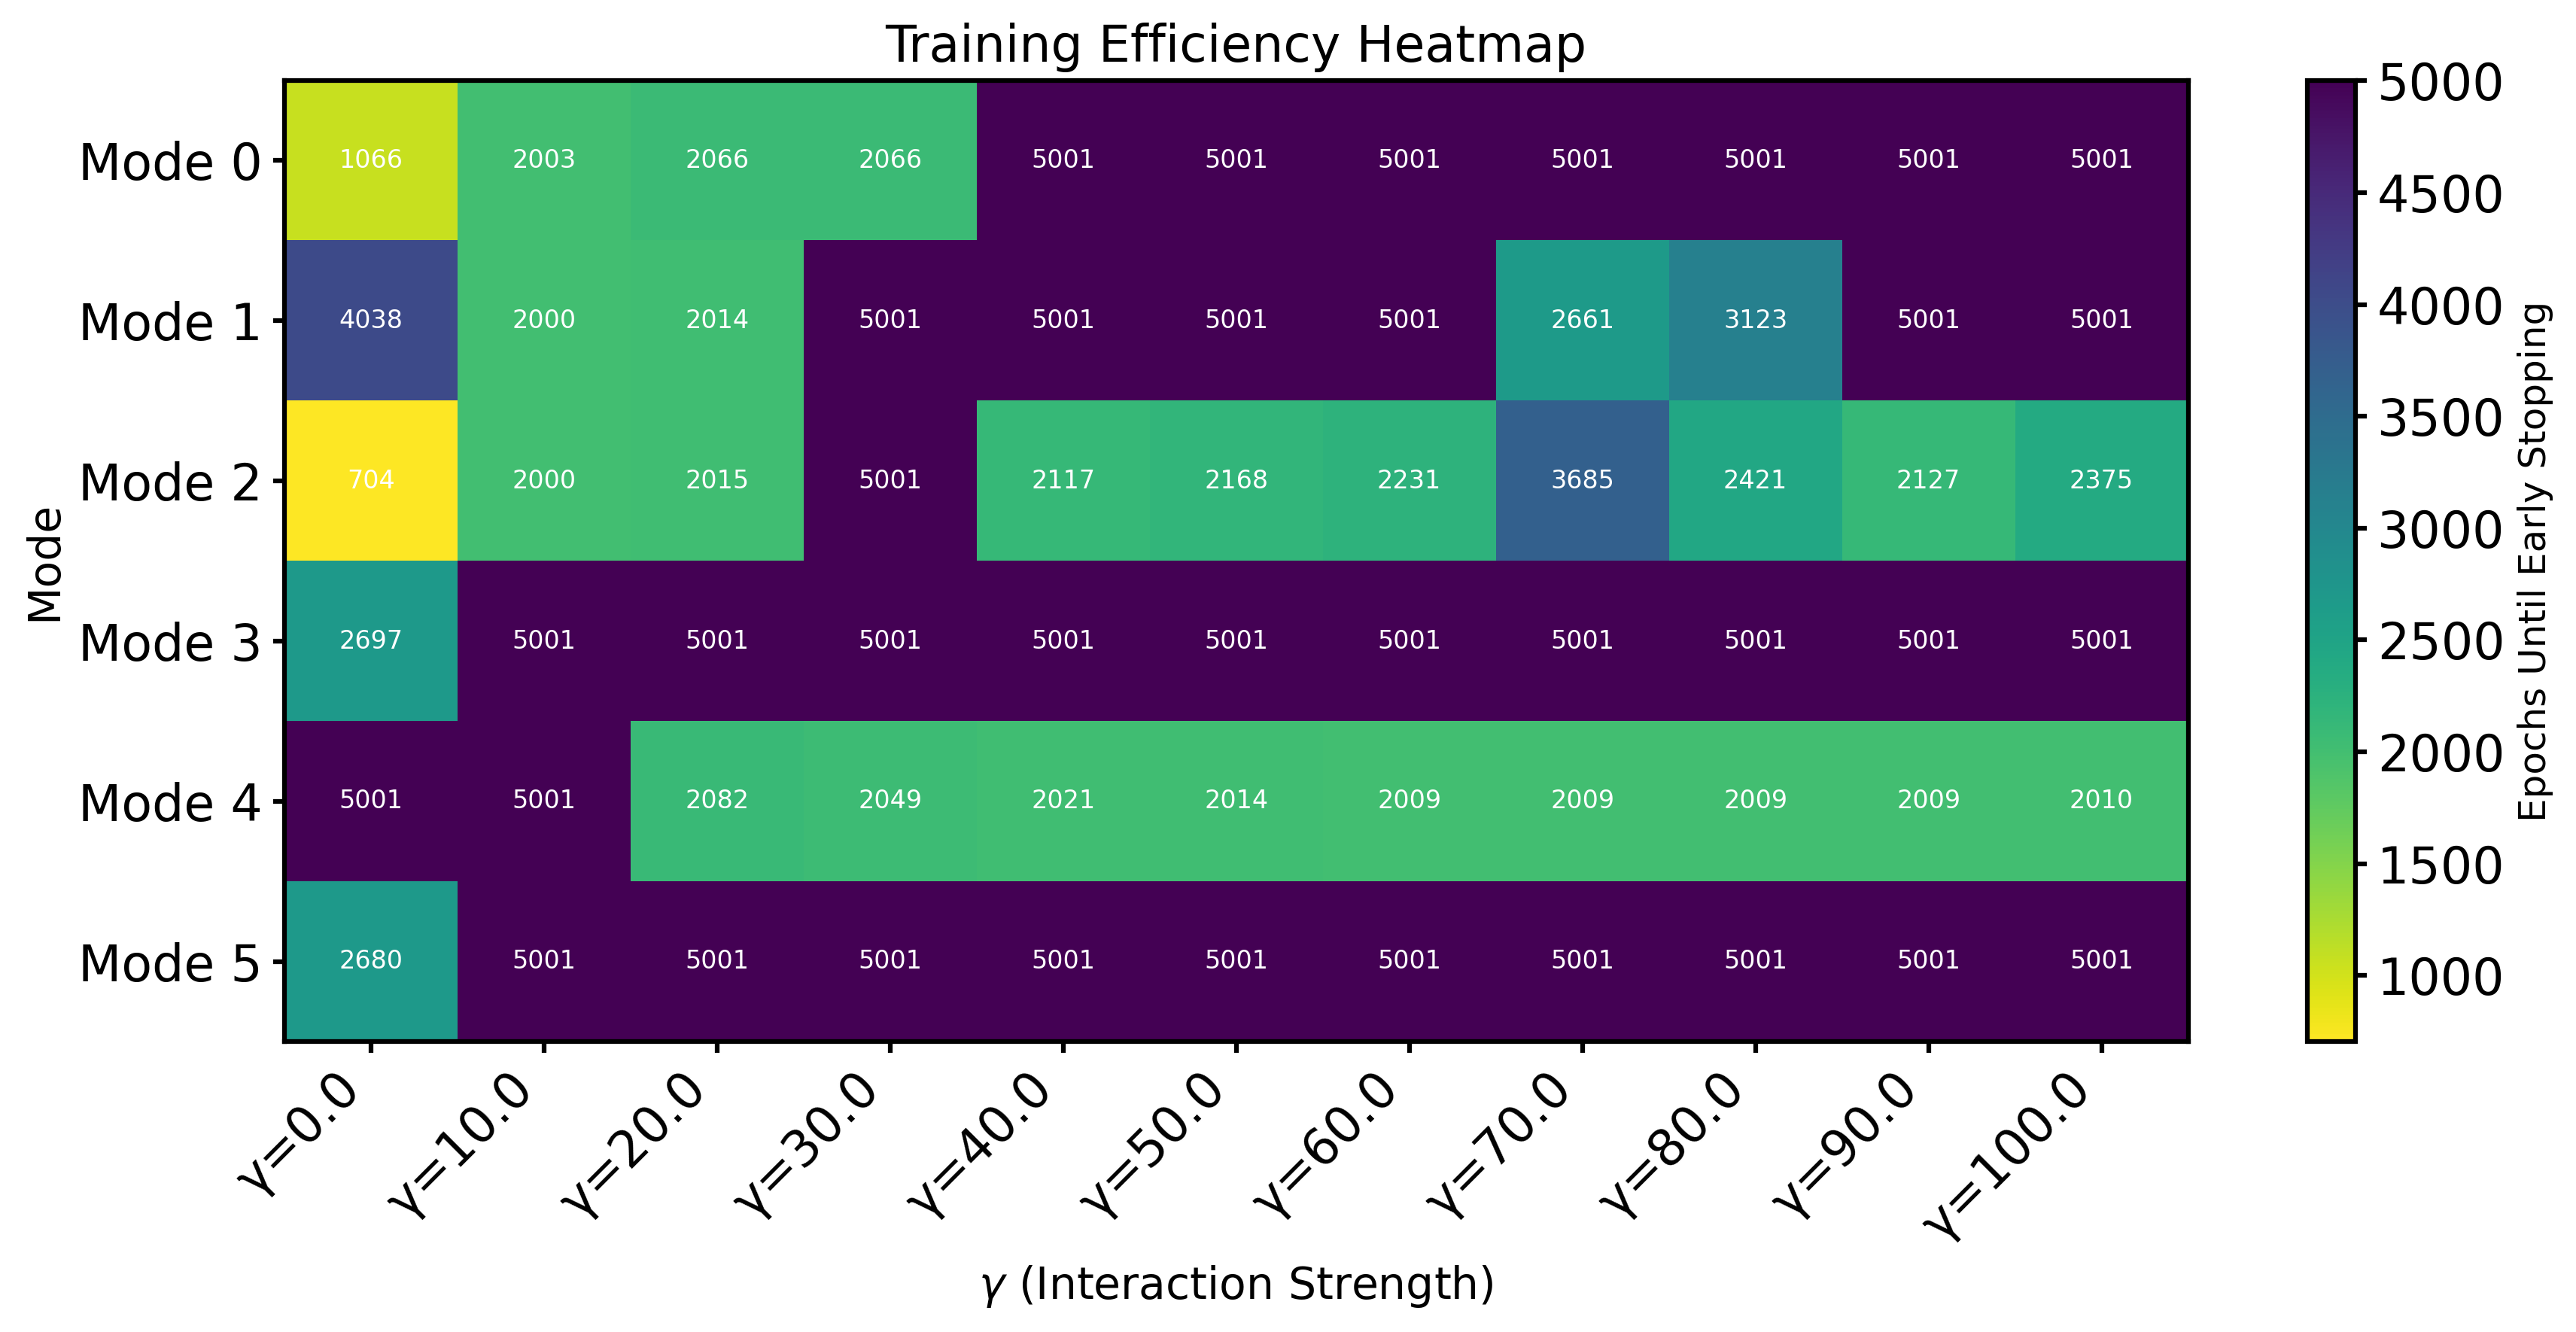 Training Efficiency Heatmap
Mode 0 1066 2003 2066 2066 5001 5001 5001 5001 5001 5001 5001
Mode 1 4038 2000 2014 5001 5001 5001 5001 2661 3123 5001 5001
Mode 2 704 2000 2015 5001 2117 2168 2231 3685 2421 2127 2375
Mode 3 2697 5001 5001 5001 5001 5001 5001 5001 5001 5001 5001
Mode 4 5001 5001 2082 2049 2021 2014 2009 2009 2009 2009 2010
Mode 5 2680 5001 5001 5001 5001 5001 5001 5001 5001 5001 5001
Mode
γ=0.0 γ=10.0 γ=20.0 γ=30.0 γ=40.0 γ=50.0 γ=60.0 γ=70.0 γ=80.0 γ=90.0 γ=100.0
γ (Interaction Strength)
5000
4500
4000
3500
3000
2500
2000
1500
1000
Epochs Until Early Stopping